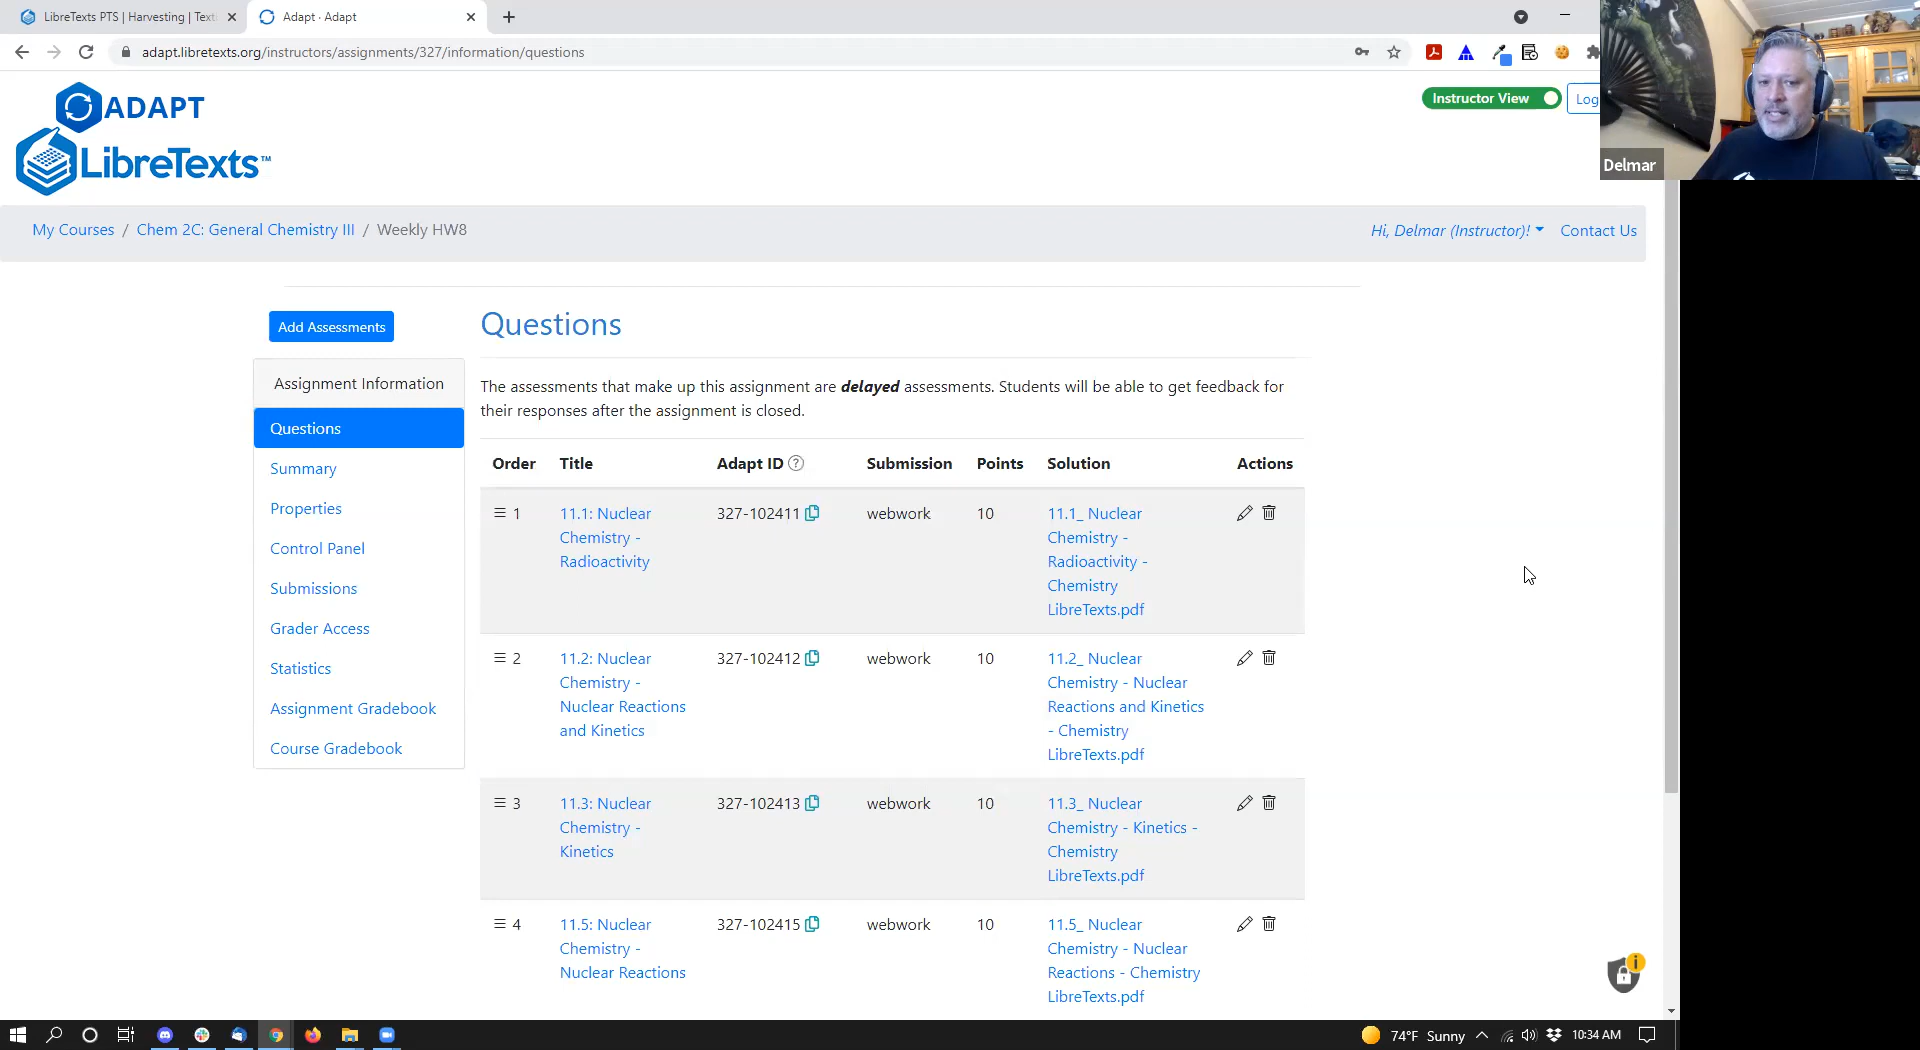 LibreTexts PTS | Harvesting | Texti
Adapt · Adapt
adapt.libretexts.org/instructors/assignments/327/information/questions
ADAPT
LibreTexts™
Instructor View
Log
Delmar
My Courses / Chem 2C: General Chemistry III / Weekly HW8
Hi, Delmar (Instructor)!
Contact Us
Add Assessments
Assignment Information
Questions
Summary
Properties
Control Panel
Submissions
Grader Access
Statistics
Assignment Gradebook
Course Gradebook
Questions
The assessments that make up this assignment are delayed assessments. Students will be able to get feedback for
their responses after the assignment is closed.
Order Title Adapt ID ? Submission Points Solution Actions
1
11.1: Nuclear
Chemistry -
Radioactivity
327-102411
webwork
10
11.1_ Nuclear
Chemistry -
Radioactivity -
Chemistry
LibreTexts.pdf
2
11.2: Nuclear
Chemistry -
Nuclear Reactions
and Kinetics
327-102412
webwork
10
11.2_ Nuclear
Chemistry - Nuclear
Reactions and Kinetics
- Chemistry
LibreTexts.pdf
3
11.3: Nuclear
Chemistry -
Kinetics
327-102413
webwork
10
11.3_ Nuclear
Chemistry - Kinetics -
Chemistry
LibreTexts.pdf
4
11.5: Nuclear
Chemistry -
Nuclear Reactions
327-102415
webwork
10
11.5_ Nuclear
Chemistry - Nuclear
Reactions - Chemistry
LibreTexts.pdf
74°F Sunny
10:34 AM